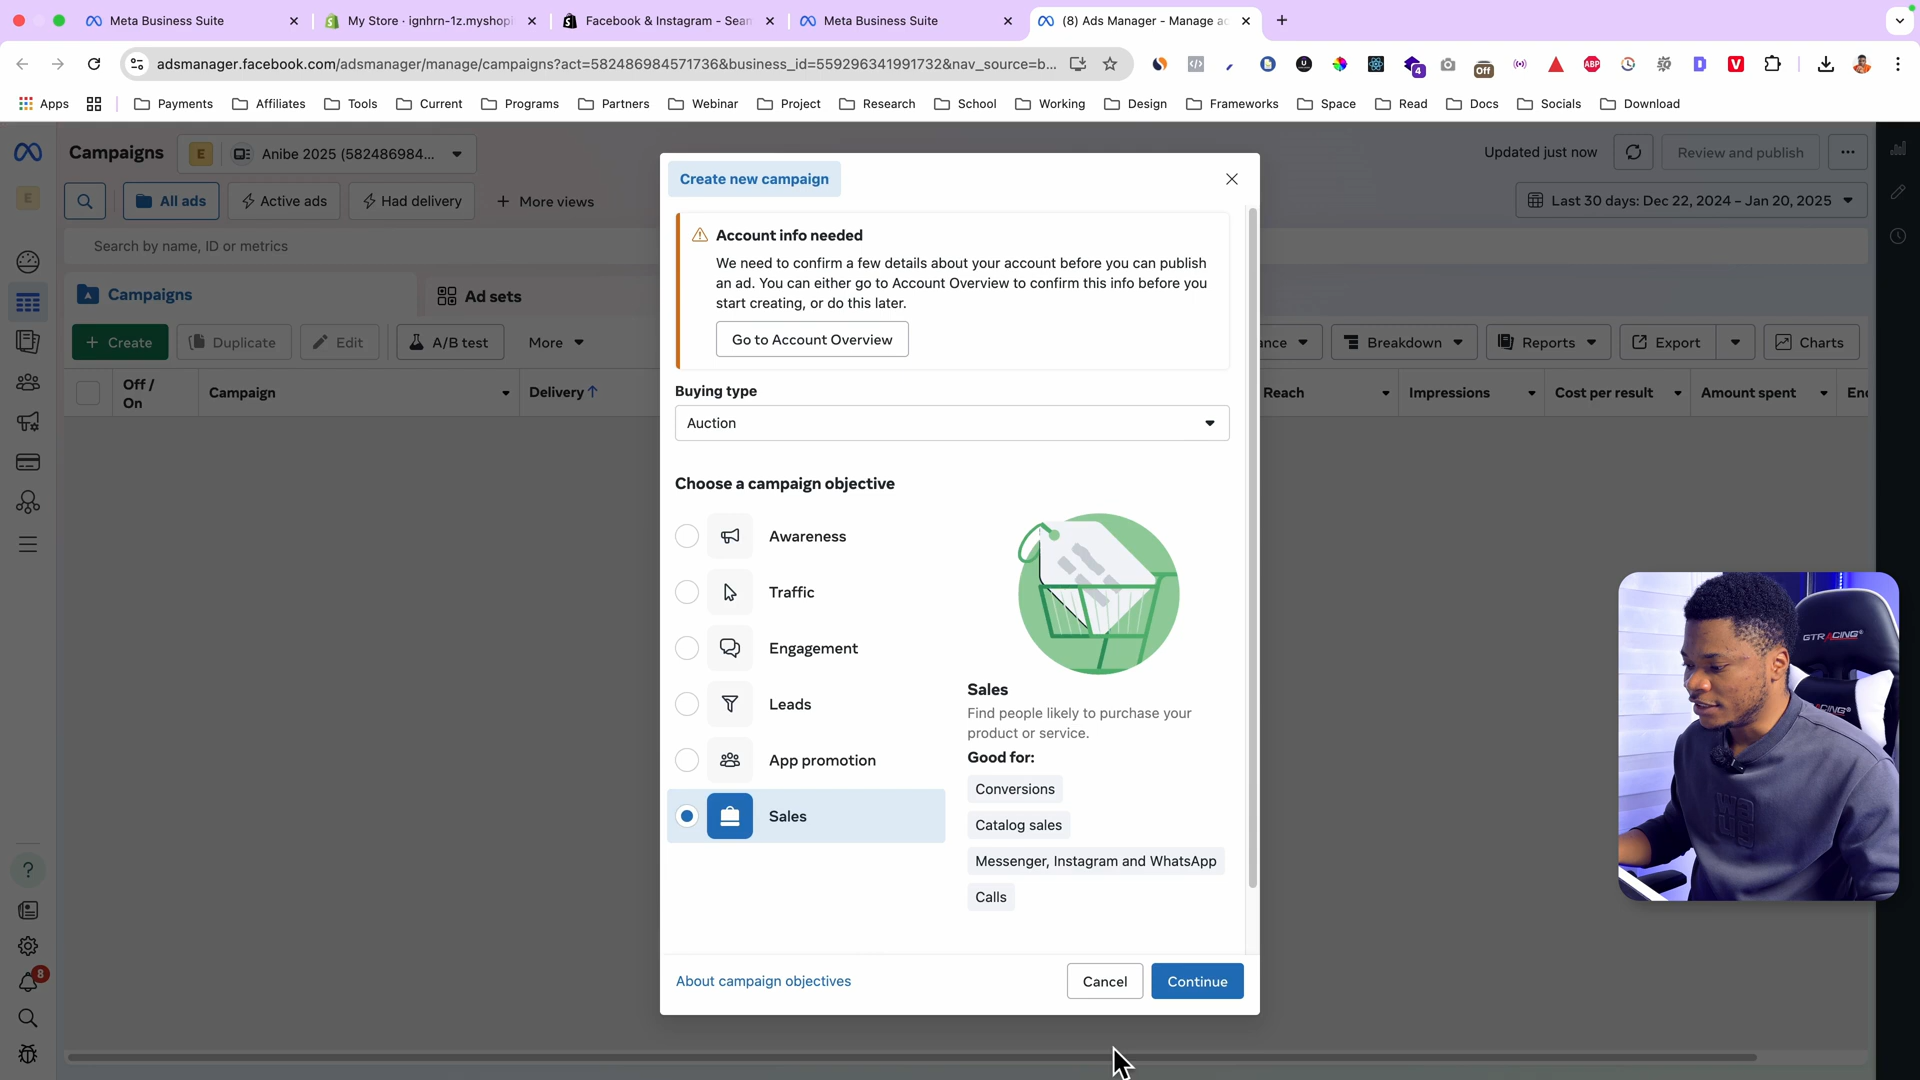 Meta Business Suite
My Store · ignhrn-1z.myshopi
Facebook & Instagram - Sear
Meta Business Suite
(8) Ads Manager - Manage ad
adsmanager.facebook.com/adsmanager/manage/campaigns?act=582486984571736&business_id=559296341991732&nav_source=b...
4
Off
ABP
Apps
Payments
Affiliates
Tools
Current
Programs
Partners
Webinar
Project
Research
School
Working
Design
Frameworks
Space
Read
Docs
Socials
Download
Campaigns
E
Anibe 2025 (582486984...
Updated just now
Review and publish
E
All ads
Active ads
Had delivery
More views
Last 30 days: Dec 22, 2024 – Jan 20, 2025
Search by name, ID or metrics
Campaigns
Ad sets
Create
Duplicate
Edit
A/B test
More
ance
Breakdown
Reports
Export
Charts
Off /
On
Campaign
Delivery
Reach
Impressions
Cost per result
Amount spent
Enc
Create new campaign
Account info needed
We need to confirm a few details about your account before you can publish
an ad. You can either go to Account Overview to confirm this info before you
start creating, or do this later.
Go to Account Overview
Buying type
Auction
Choose a campaign objective
Awareness
Traffic
Engagement
Leads
App promotion
Sales
Sales
Find people likely to purchase your
product or service.
Good for:
Conversions
Catalog sales
Messenger, Instagram and WhatsApp
Calls
About campaign objectives
Cancel
Continue
8
GTRACING